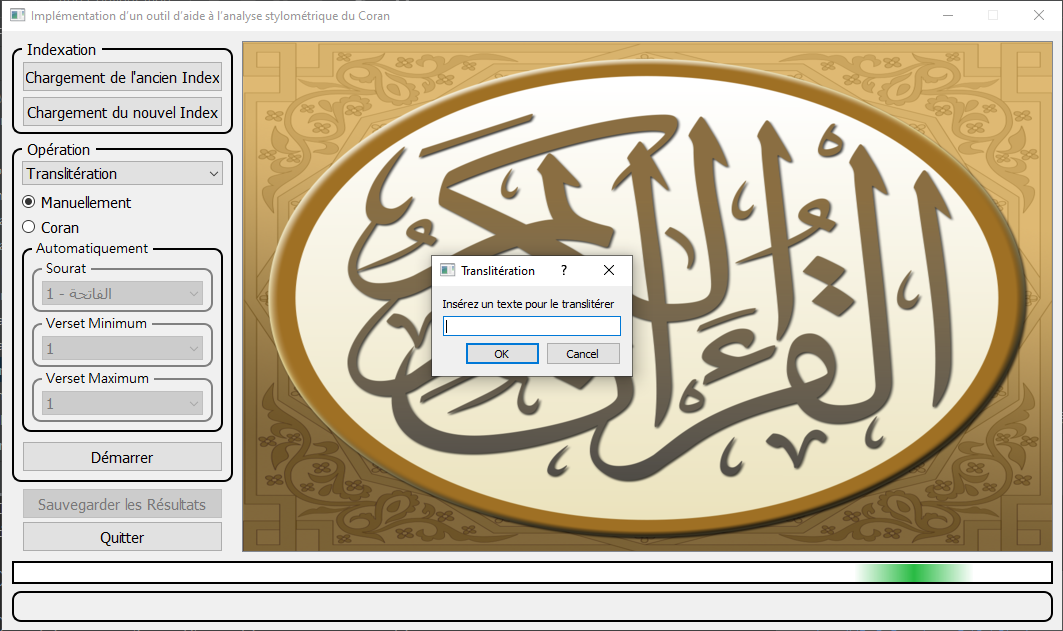 Implémentation d'un outil d'aide à l'analyse stylométrique du Coran
Indexation
Chargement de l'ancien Index
Chargement du nouvel Index
Opération
Translitération
Manuellement
Coran
Automatiquement
Sourat
1 - الفاتحة
Verset Minimum
1
Verset Maximum
1
Démarrer
Sauvegarder les Résultats
Quitter
القرآن الحكيم
Translitération
?
Insérez un texte pour le translitérer
OK
Cancel